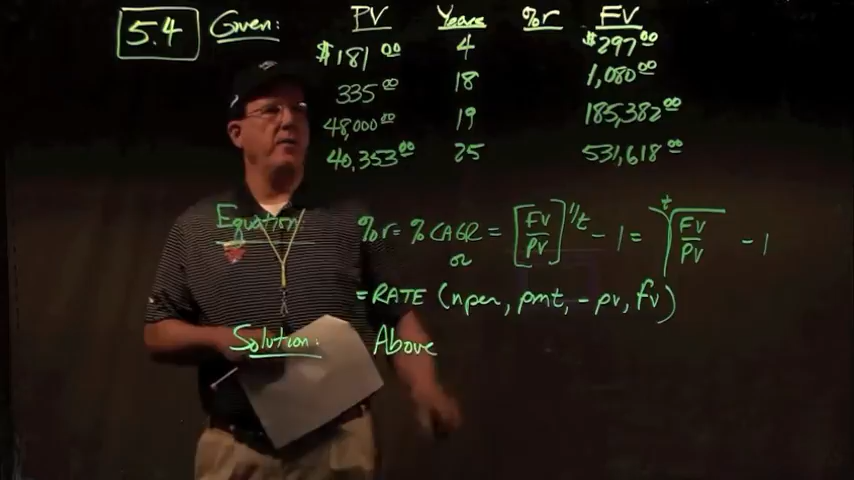 5.4 Given: PV Years %r FV
$181.00 4 $297.00
335.00 18 1,080.00
48,000.00 19 185,382.00
40,353.00 25 531,618.00
Equation: %r = % CAGR = [FV/PV]^1/t - 1 = t√FV/PV - 1
or
= RATE (nper, pmt, -pv, fv)
Solution: Above